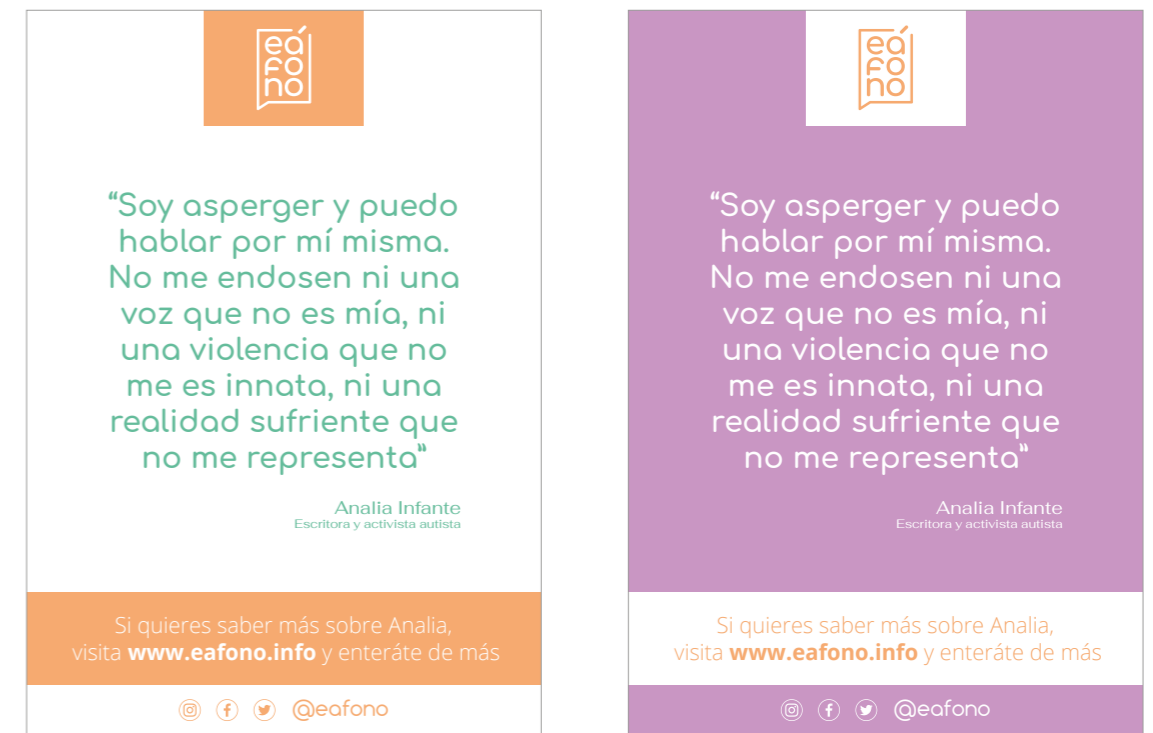 eá
fo
no
“Soy asperger y puedo
hablar por mí misma.
No me endosen ni una
voz que no es mía, ni
una violencia que no
me es innata, ni una
realidad sufriente que
no me representa”
Analia Infante
Escritora y activista autista
Si quieres saber más sobre Analia,
visita www.eafono.info y enteráte de más
@eafono
eá
fo
no
“Soy asperger y puedo
hablar por mí misma.
No me endosen ni una
voz que no es mía, ni
una violencia que no
me es innata, ni una
realidad sufriente que
no me representa”
Analia Infante
Escritora y activista autista
Si quieres saber más sobre Analia,
visita www.eafono.info y enteráte de más
@eafono